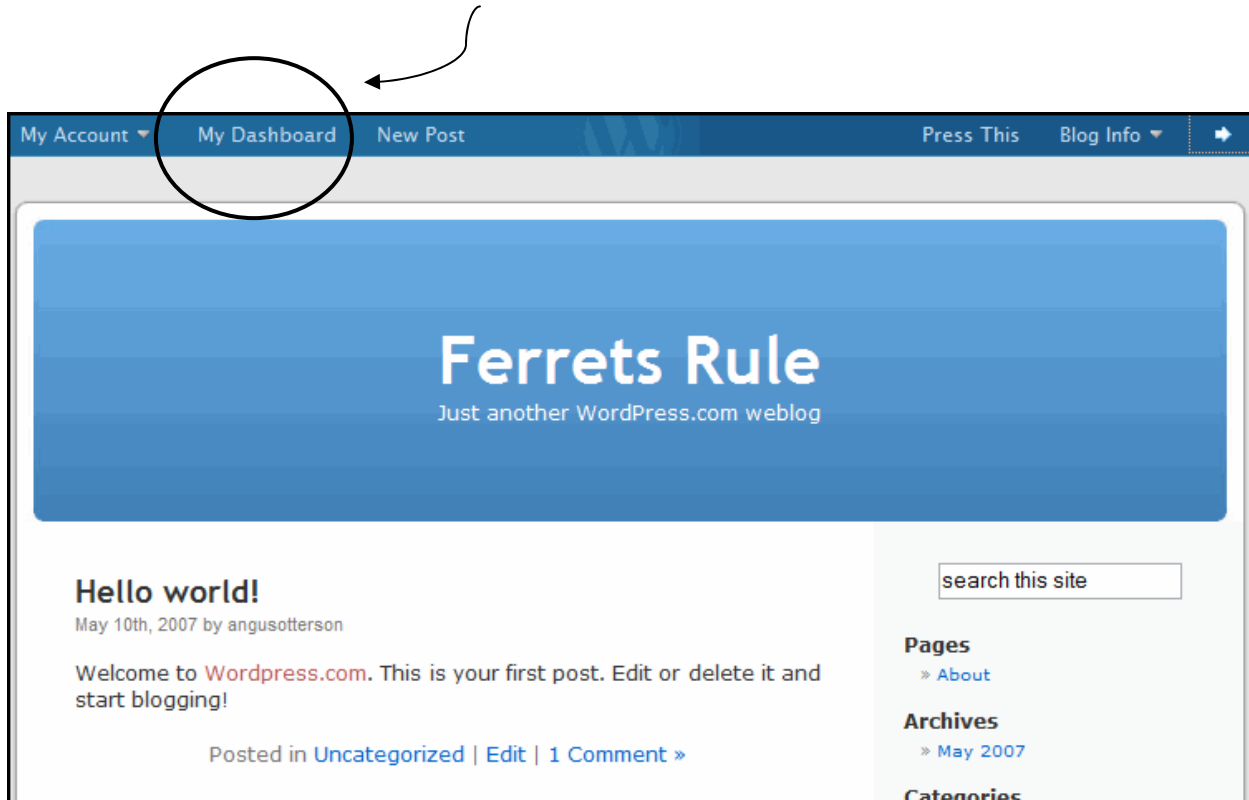 My Account My Dashboard New Post Press This Blog Info
Ferrets Rule
Just another WordPress.com weblog
Hello world!
May 10th, 2007 by angusotterson
Welcome to Wordpress.com. This is your first post. Edit or delete it and
start blogging!
Posted in Uncategorized | Edit | 1 Comment »
search this site
Pages
» About
Archives
» May 2007
Categories